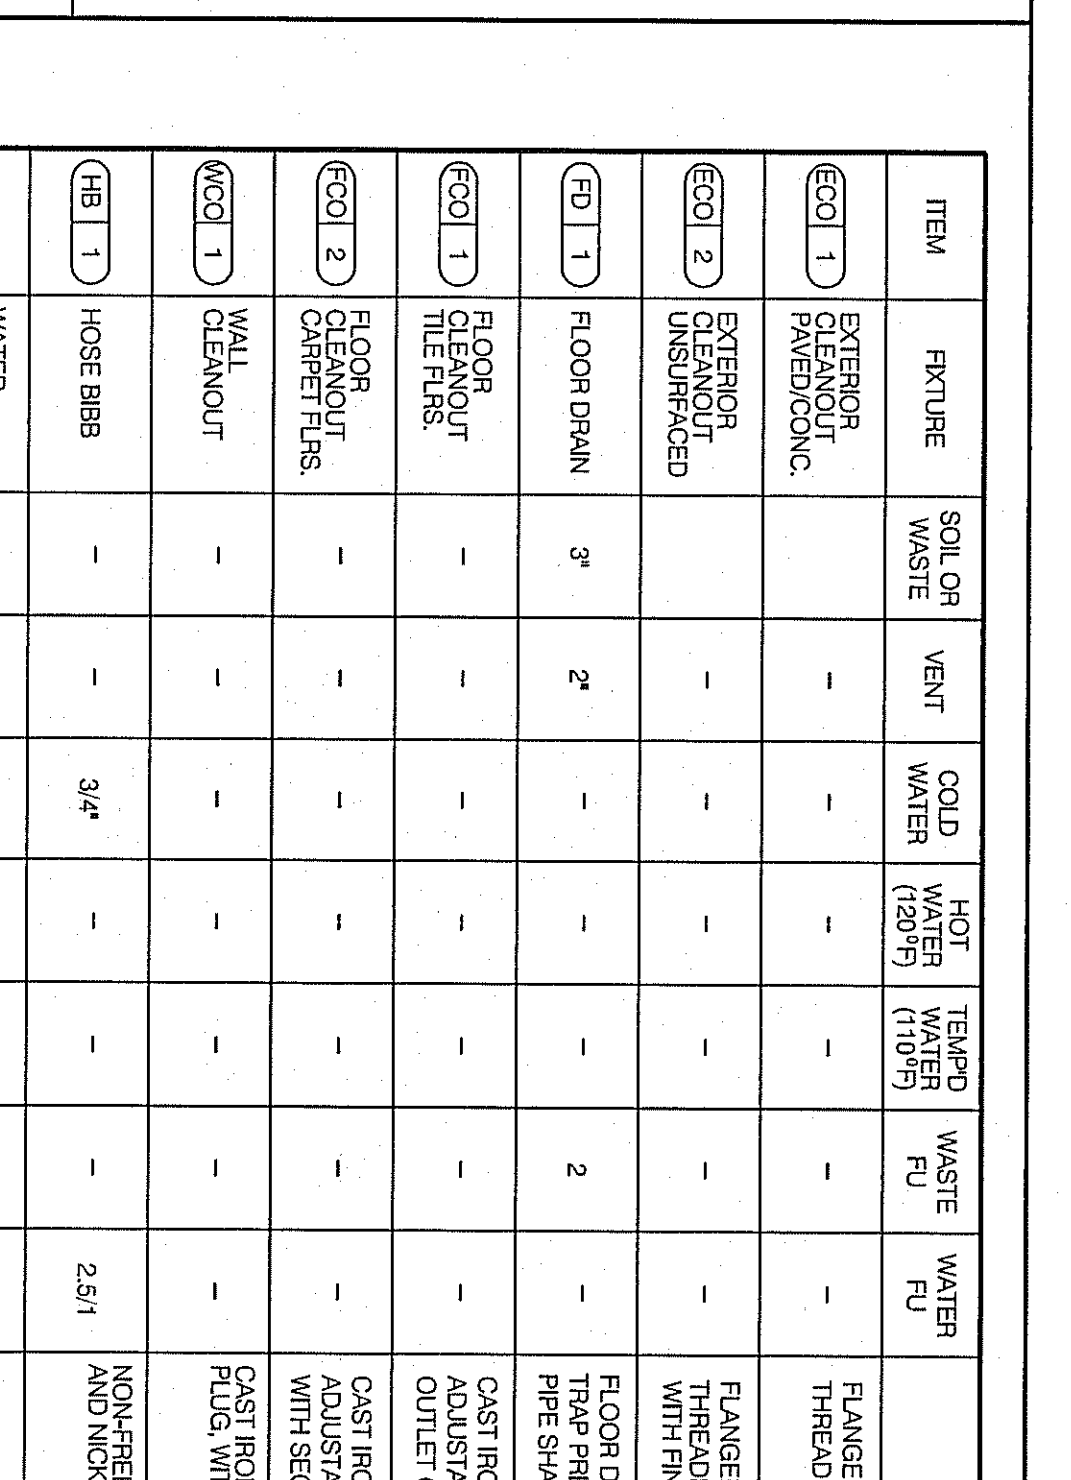 ITEM
FIXTURE
SOIL OR
WASTE
VENT
COLD
WATER
HOT
WATER
(120°F)
TEMP'D
WATER
(110°F)
WASTE
FU
WATER
FU
ECO 1
EXTERIOR
CLEANOUT
PAVED/CONC.
- - - - - -
FLANGE
THREAD
ECO 2
EXTERIOR
CLEANOUT
UNSURFACED
- - - - - -
FLANGE
THREAD
WITH FIN
FD 1
FLOOR DRAIN
3" 2" - - - 2 -
FLOOR D
TRAP PRI
PIPE SHA
FCO 1
FLOOR
CLEANOUT
TILE FLRS.
- - - - - - -
CAST IRO
ADJUSTA
OUTLET
FCO 2
FLOOR
CLEANOUT
CARPET FLRS.
- - - - - - -
CAST IRO
ADJUSTA
WITH SEC
WCO 1
WALL
CLEANOUT
- - - - - - -
CAST IRO
PLUG, WIT
HB 1
HOSE BIBB
- - 3/4" - - - 2.5/1
NON-FREE
AND NICK
WATER